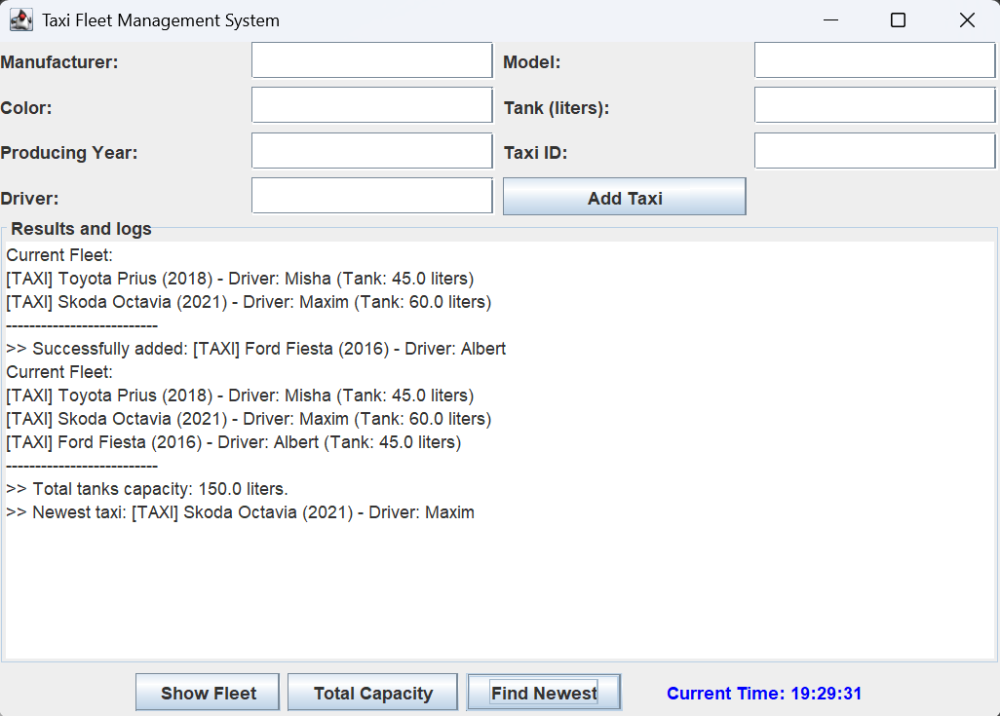 Taxi Fleet Management System
Manufacturer: Model:
Color: Tank (liters):
Producing Year: Taxi ID:
Driver: Add Taxi
Results and logs
Current Fleet:
[TAXI] Toyota Prius (2018) - Driver: Misha (Tank: 45.0 liters)
[TAXI] Skoda Octavia (2021) - Driver: Maxim (Tank: 60.0 liters)
--------------------------
>> Successfully added: [TAXI] Ford Fiesta (2016) - Driver: Albert
Current Fleet:
[TAXI] Toyota Prius (2018) - Driver: Misha (Tank: 45.0 liters)
[TAXI] Skoda Octavia (2021) - Driver: Maxim (Tank: 60.0 liters)
[TAXI] Ford Fiesta (2016) - Driver: Albert (Tank: 45.0 liters)
--------------------------
>> Total tanks capacity: 150.0 liters.
>> Newest taxi: [TAXI] Skoda Octavia (2021) - Driver: Maxim
Show Fleet Total Capacity Find Newest Current Time: 19:29:31